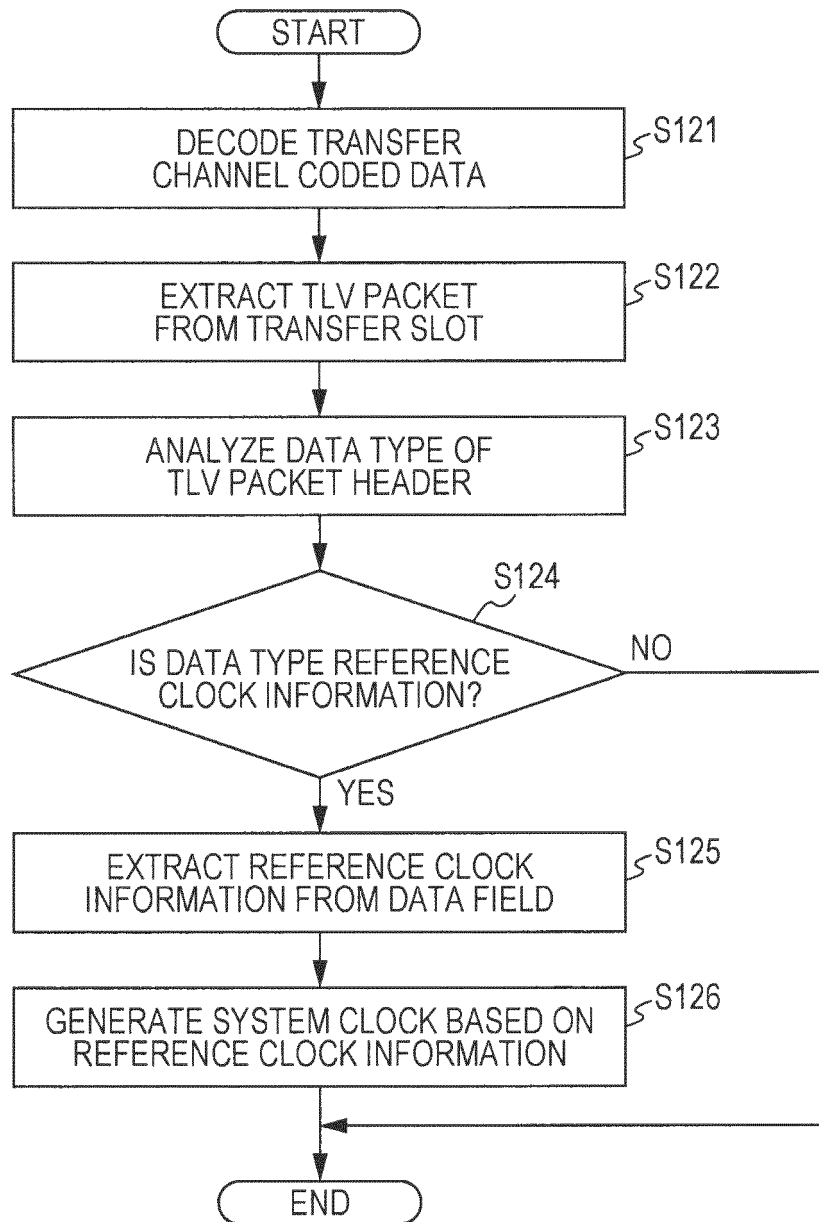 START
DECODE TRANSFER
CHANNEL CODED DATA
S121
EXTRACT TLV PACKET
FROM TRANSFER SLOT
S122
ANALYZE DATA TYPE OF
TLV PACKET HEADER
S123
S124
IS DATA TYPE REFERENCE
CLOCK INFORMATION?
NO
YES
EXTRACT REFERENCE CLOCK
INFORMATION FROM DATA FIELD
S125
GENERATE SYSTEM CLOCK BASED ON
REFERENCE CLOCK INFORMATION
S126
END